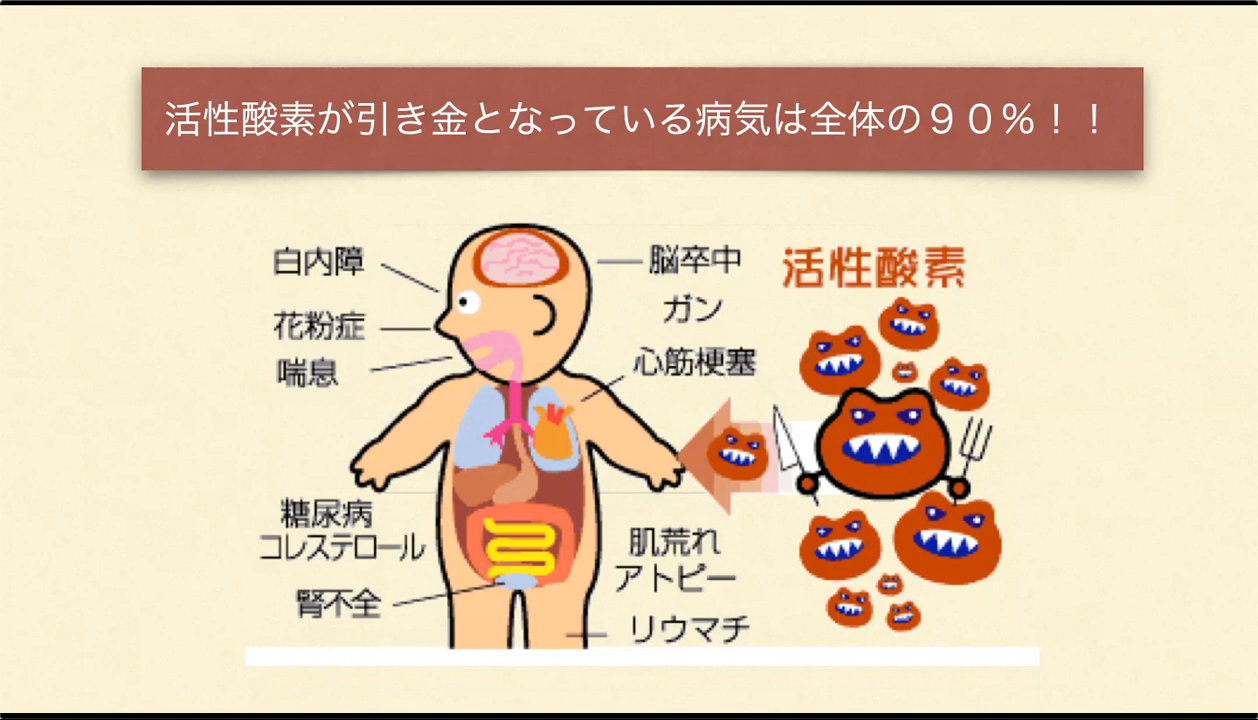 活性酸素が引き金となっている病気は全体の９０％！！
白内障
脳卒中
活性酸素
花粉症
ガン
喘息
心筋梗塞
糖尿病
コレステロール
肌荒れ
アトピー
腎不全
リウマチ